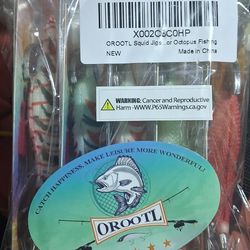 X002C3C0HP
OROOTL Squid Jigs ...or Octopus Fishing
NEW
Made in China
WARNING: Cancer and Reproductive
Harm -WWW.P65Warnings.ca.gov
CATCH HAPPINESS, MAKE LEISURE MORE WONDERFUL!
OROOTL